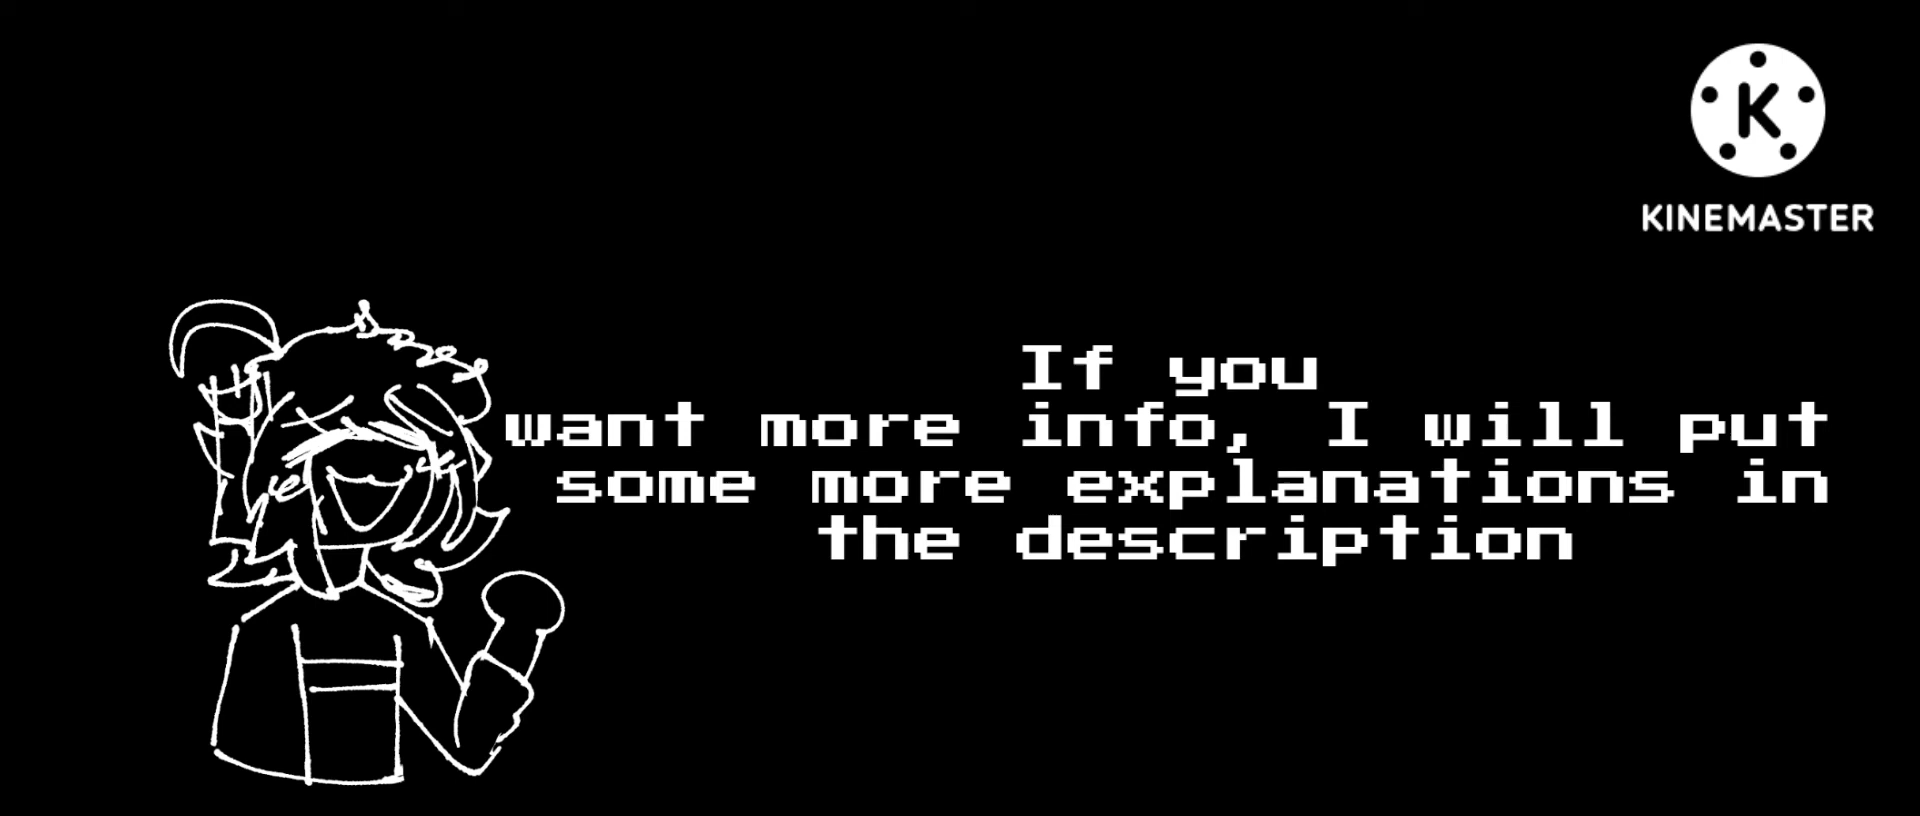 K
KINEMASTER
If you
want more info, I will put
some more explanations in
the description